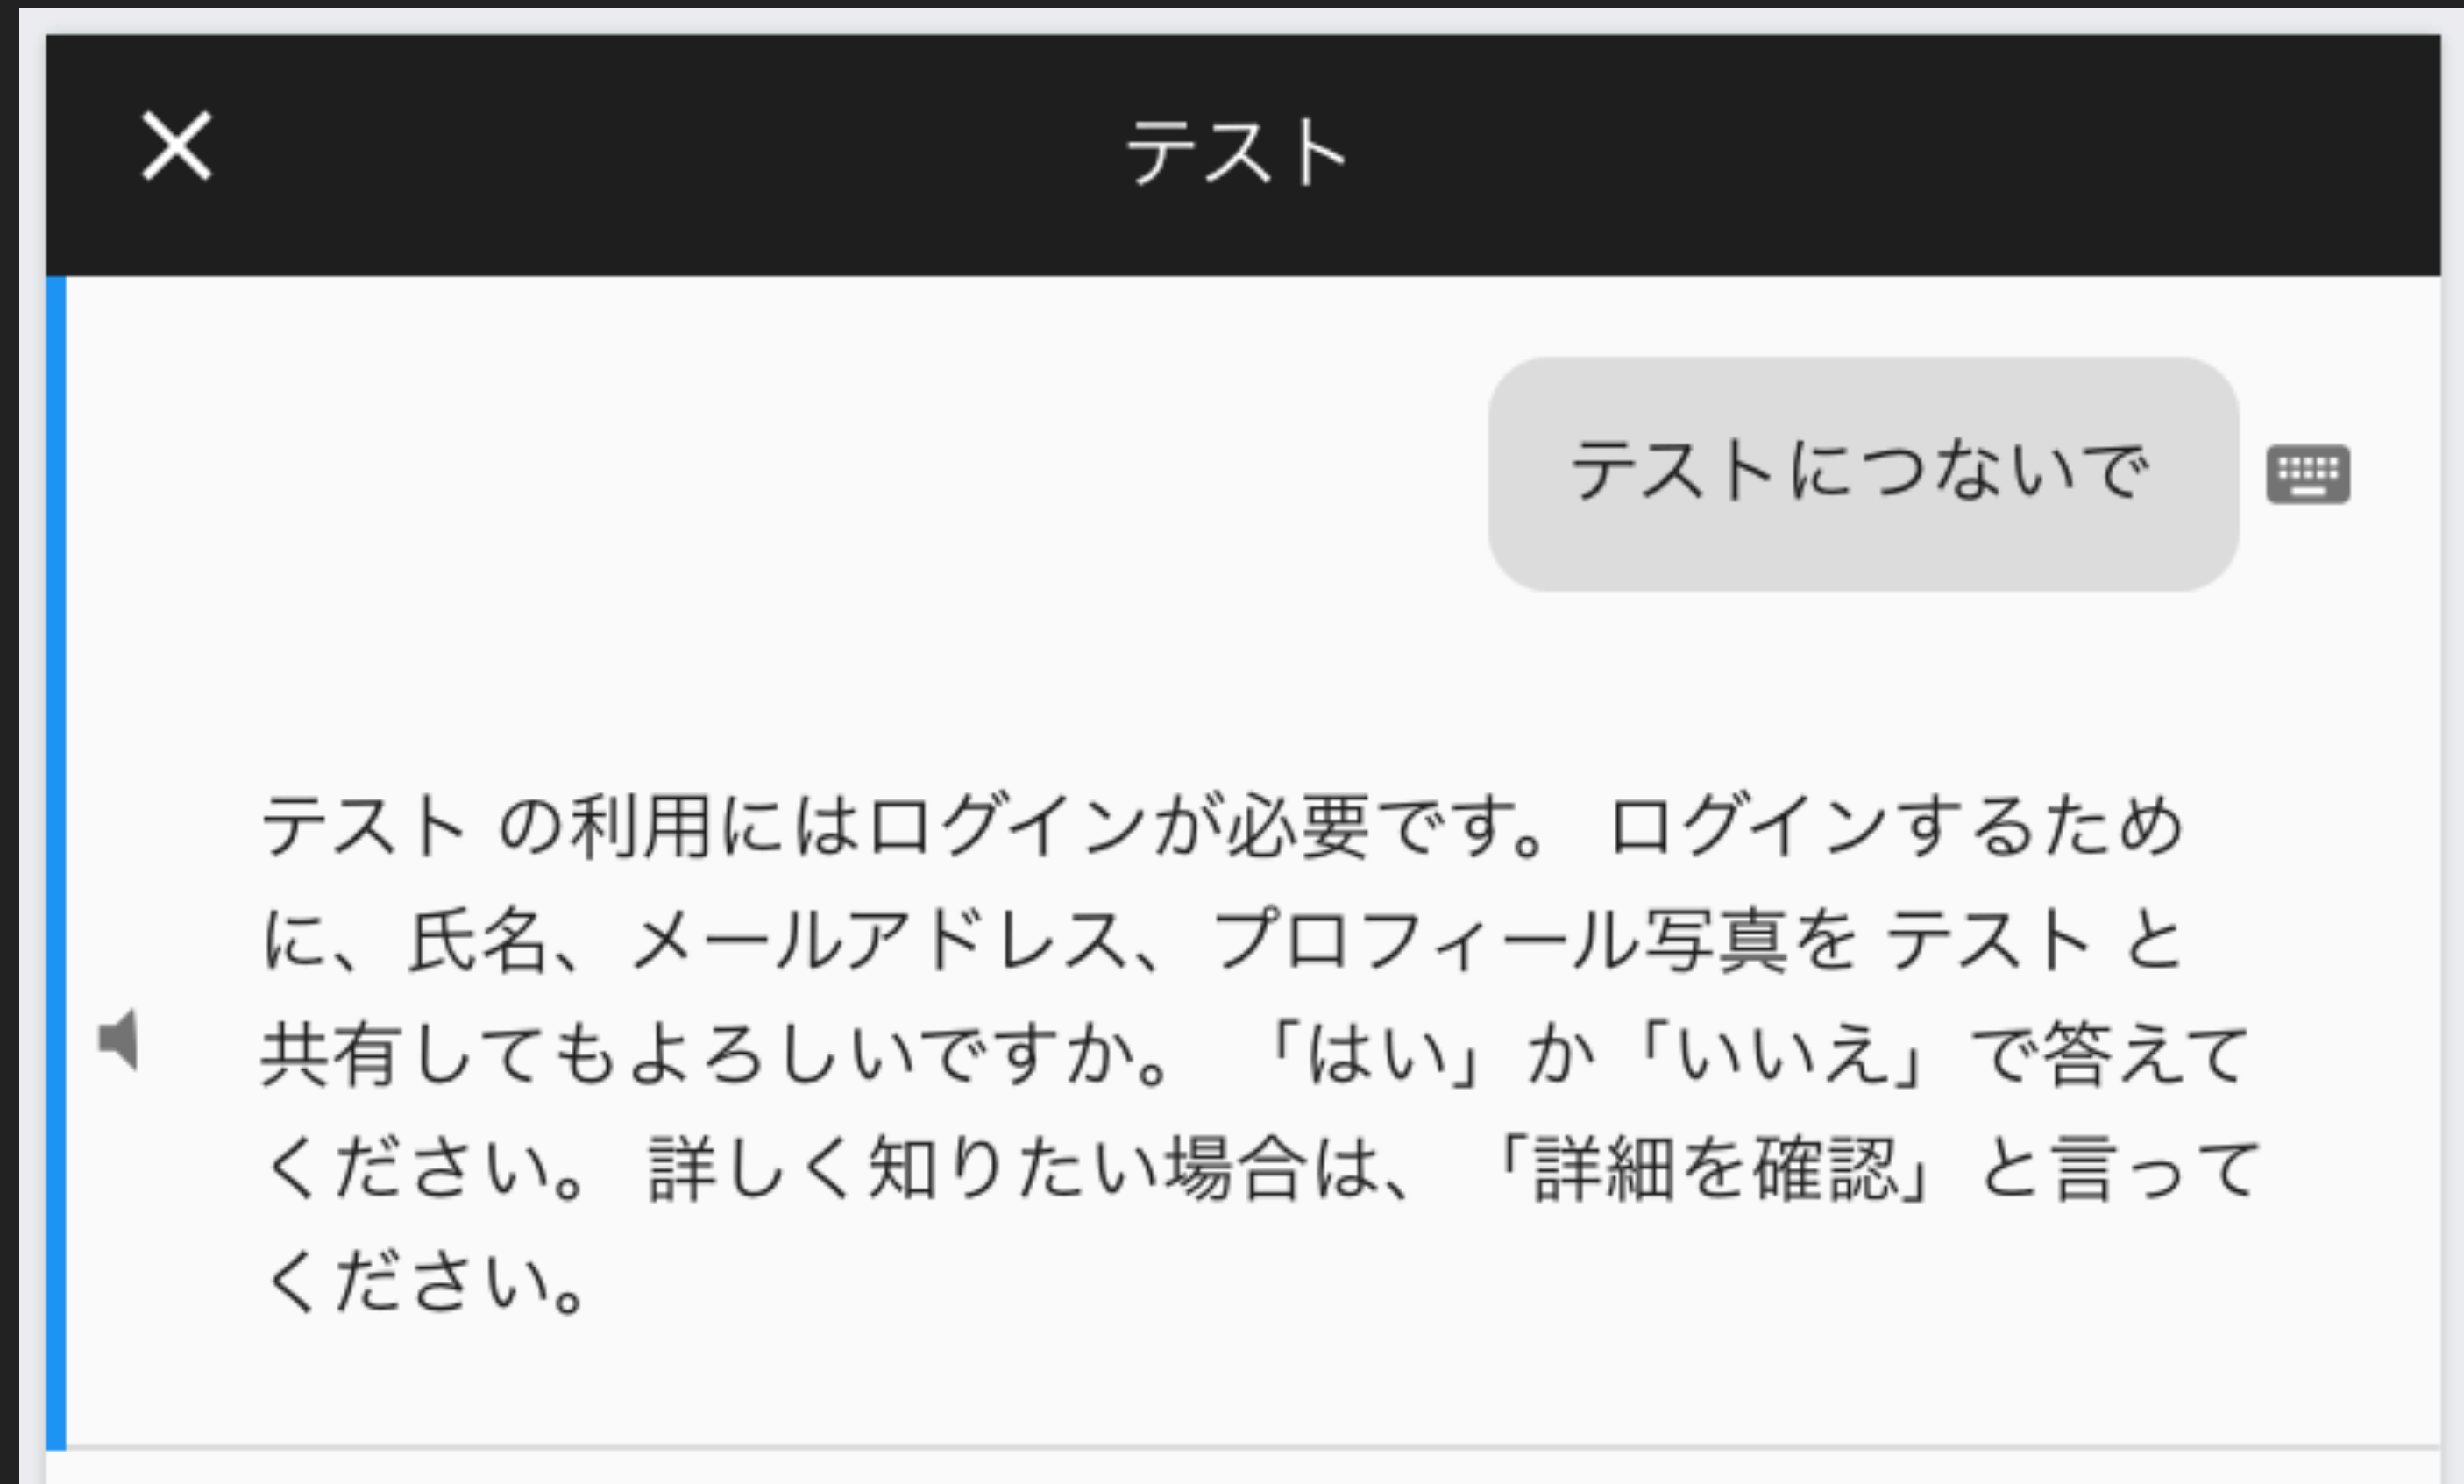 テスト
テストにつないで
テスト の利用にはログインが必要です。 ログインするため
に、氏名、メールアドレス、プロフィール写真を テスト と
共有してもよろしいですか。 「はい」か「いいえ」で答えて
ください。 詳しく知りたい場合は、 「詳細を確認」と言って
ください。